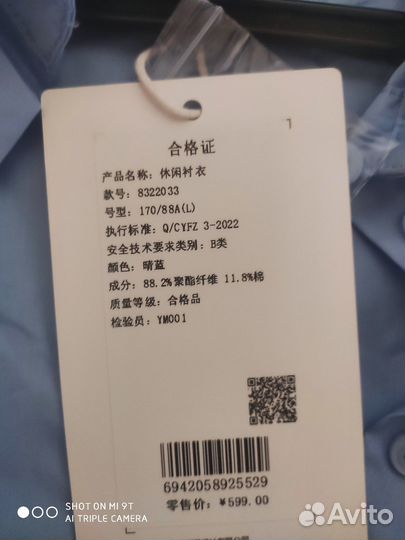 合格证
产品名称: 休闲衬衣
款号: 8322033
号型: 170/88A(L)
执行标准: Q/CYFZ 3-2022
安全技术要求类别: B类
颜色: 晴蓝
成分: 88.2%聚酯纤维 11.8%棉
质量等级: 合格品
检验员: YM001
6942058925529
零售价: ¥599.00
SHOT ON MI 9T
AI TRIPLE CAMERA
Avito